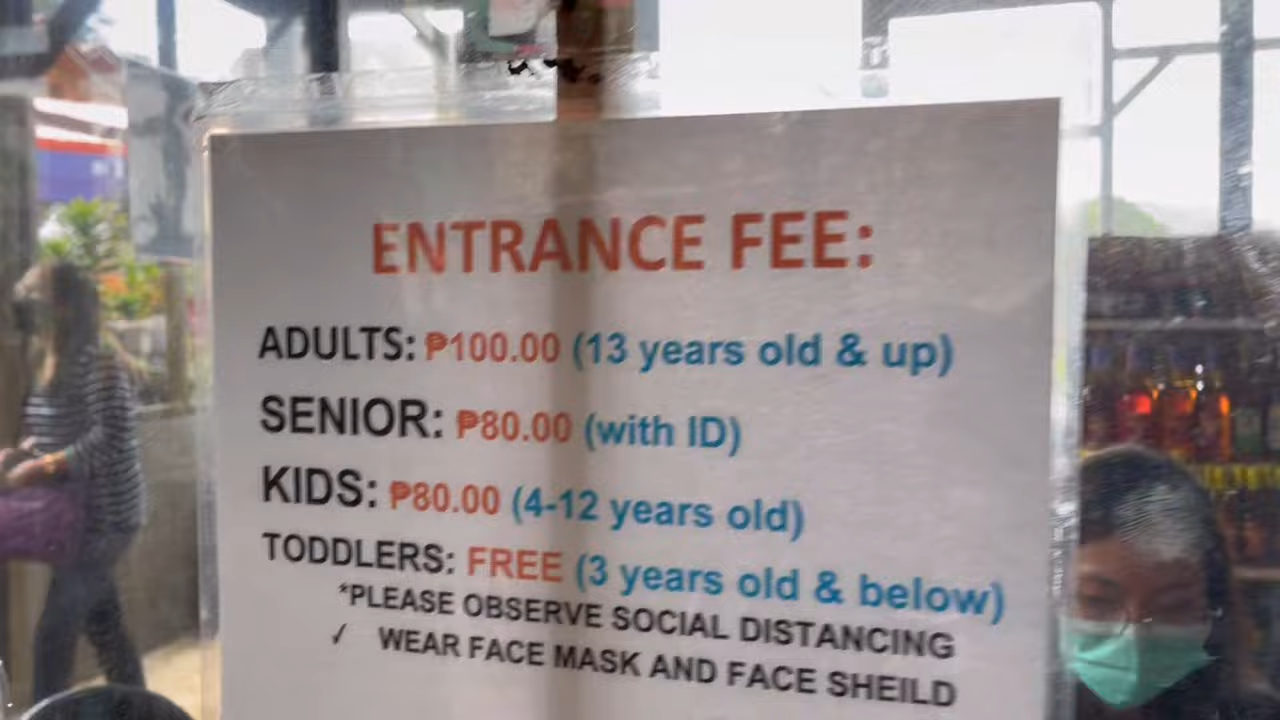 ENTRANCE FEE:
ADULTS: ₱100.00 (13 years old & up)
SENIOR: ₱80.00 (with ID)
KIDS: ₱80.00 (4-12 years old)
TODDLERS: FREE (3 years old & below)
*PLEASE OBSERVE SOCIAL DISTANCING
✓ WEAR FACE MASK AND FACE SHEILD